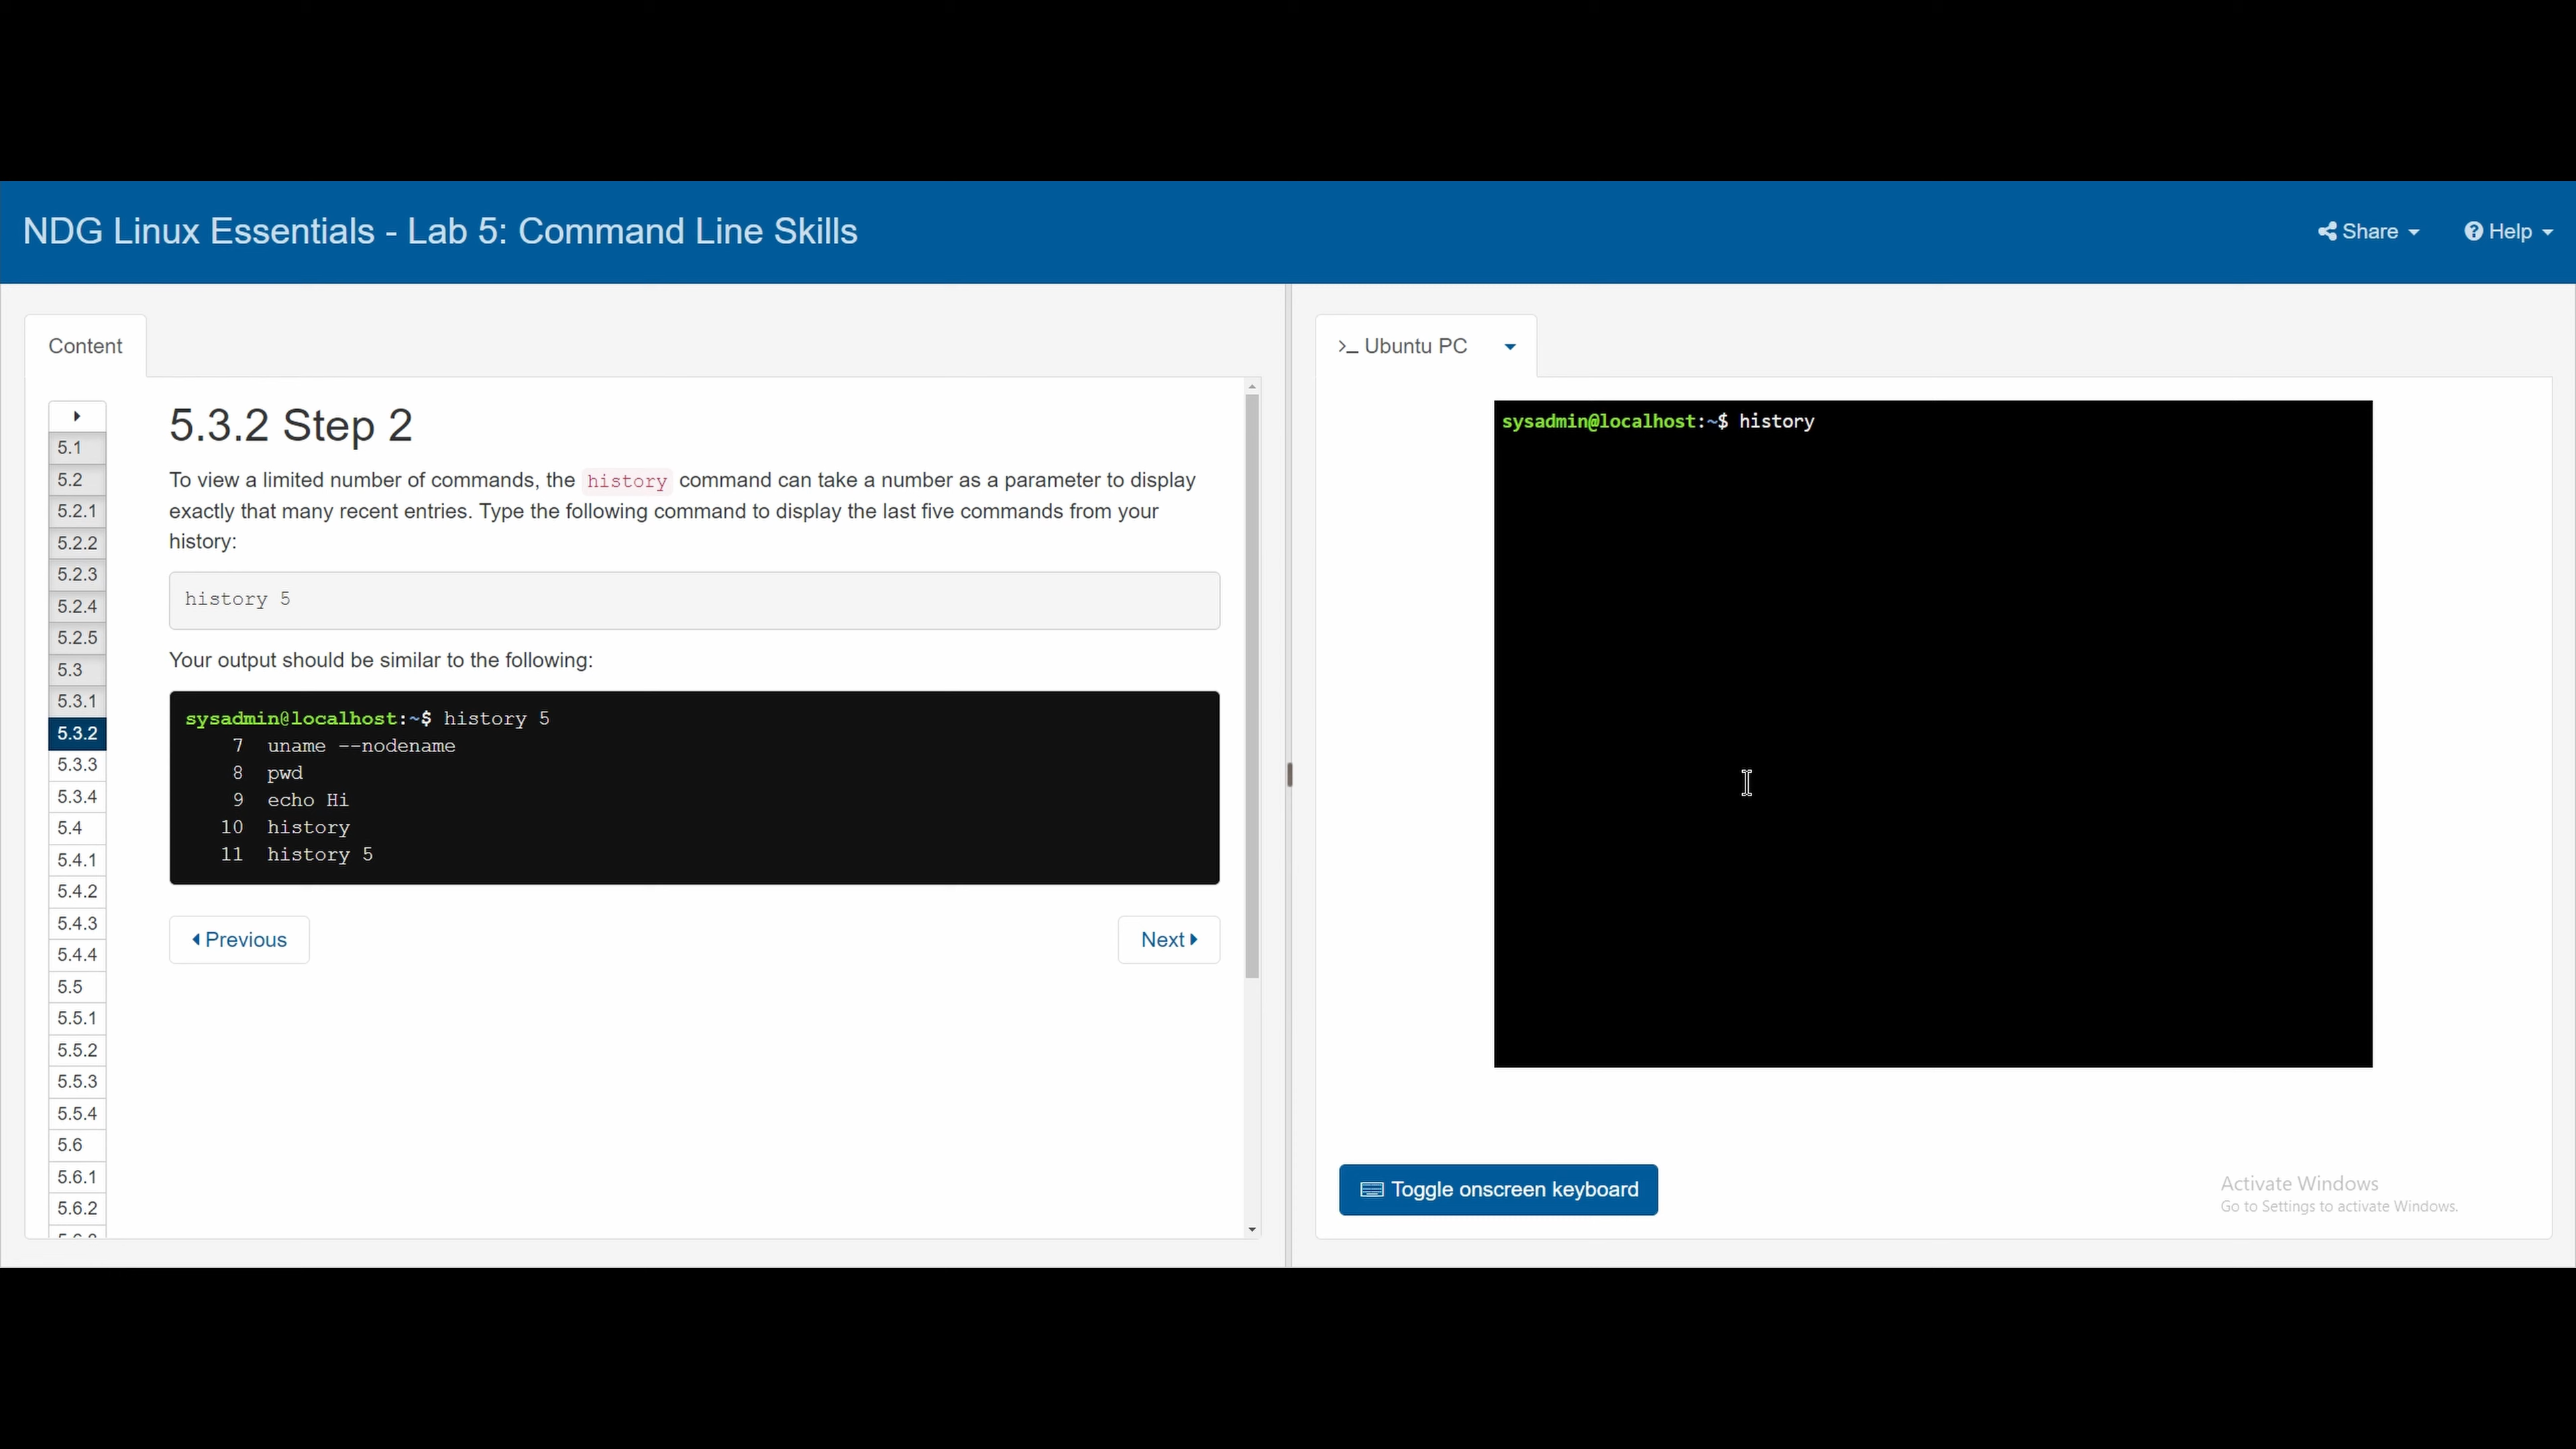 NDG Linux Essentials - Lab 5: Command Line Skills
Share
Help
Content
5.1
5.2
5.2.1
5.2.2
5.2.3
5.2.4
5.2.5
5.3
5.3.1
5.3.2
5.3.3
5.3.4
5.4
5.4.1
5.4.2
5.4.3
5.4.4
5.5
5.5.1
5.5.2
5.5.3
5.5.4
5.6
5.6.1
5.6.2
5.3.2 Step 2
To view a limited number of commands, the history command can take a number as a parameter to display
exactly that many recent entries. Type the following command to display the last five commands from your
history:
history 5
Your output should be similar to the following:
sysadmin@localhost:~$ history 5
7 uname --nodename
8 pwd
9 echo Hi
10 history
11 history 5
Previous
Next
>_ Ubuntu PC
sysadmin@localhost:~$ history
Toggle onscreen keyboard
Activate Windows
Go to Settings to activate Windows.